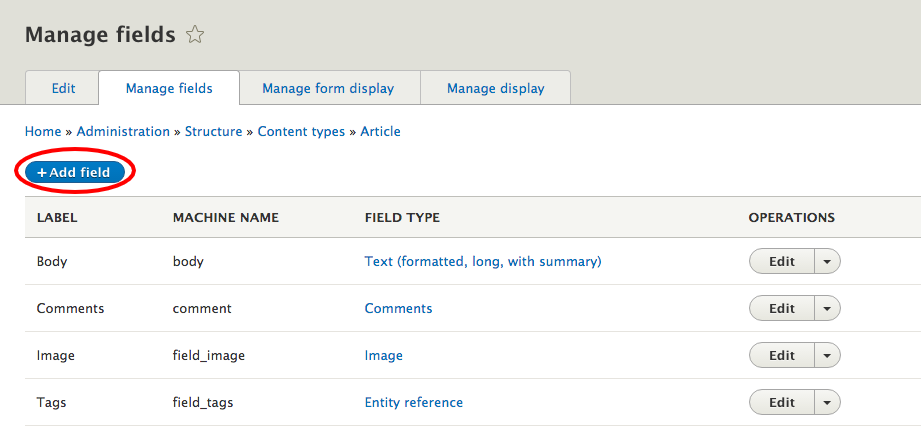 Manage fields
Edit Manage fields Manage form display Manage display
Home » Administration » Structure » Content types » Article
+Add field
LABEL MACHINE NAME FIELD TYPE OPERATIONS
Body body Text (formatted, long, with summary) Edit
Comments comment Comments Edit
Image field_image Image Edit
Tags field_tags Entity reference Edit